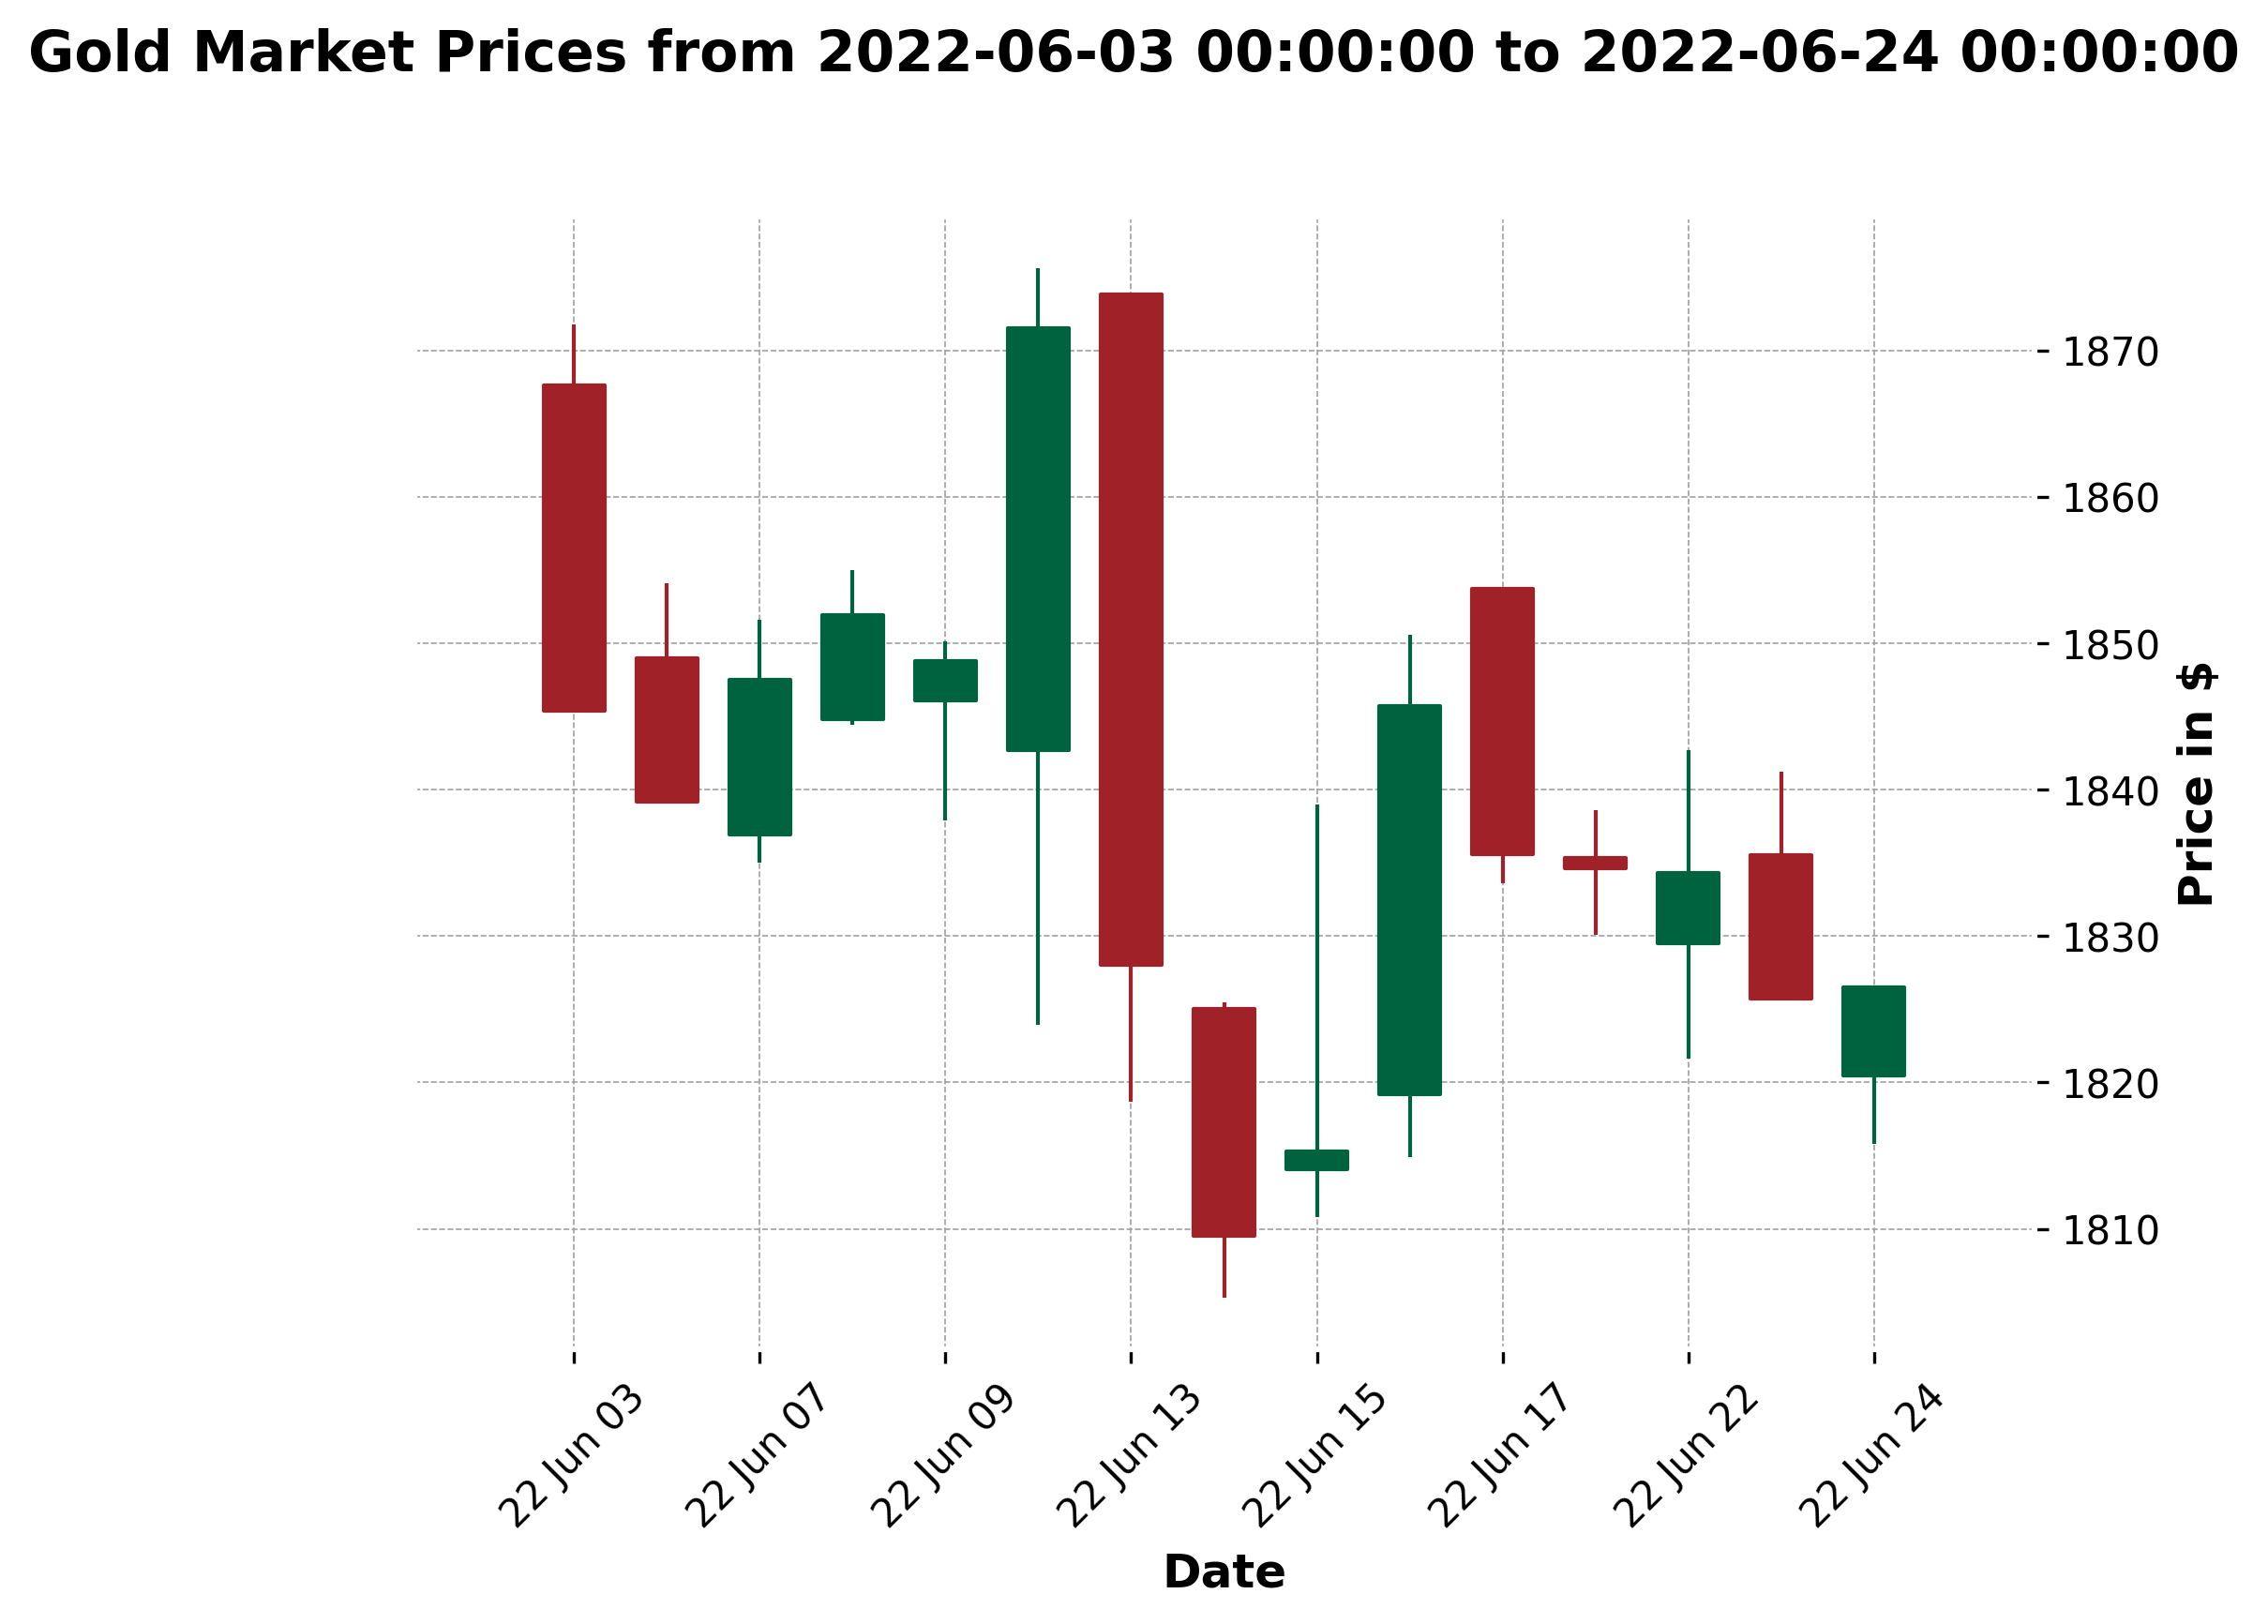 Gold Market Prices from 2022-06-03 00:00:00 to 2022-06-24 00:00:00
1870
1860
1850
1840
1830
1820
1810
Price in $
22 Jun 03
22 Jun 07
22 Jun 09
22 Jun 13
22 Jun 15
22 Jun 17
22 Jun 22
22 Jun 24
Date